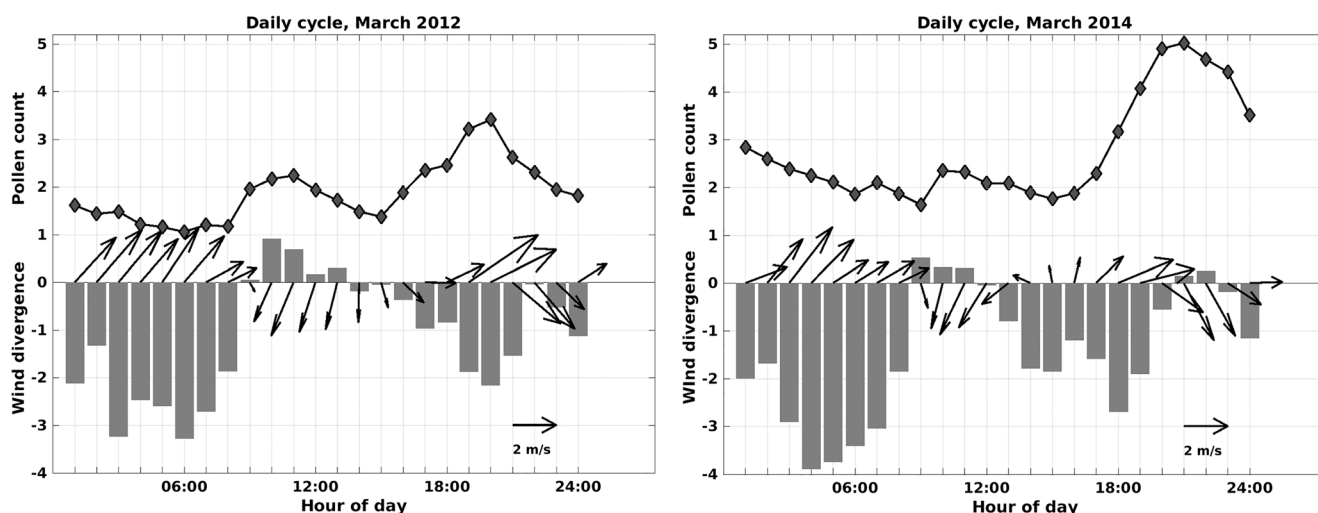 Daily cycle, March 2012
5
4
3
2
1
0
-1
-2
-3
-4
Pollen count
Wind divergence
2 m/s
06:00
12:00
18:00
24:00
Hour of day
Daily cycle, March 2014
5
4
3
2
1
0
-1
-2
-3
-4
Pollen count
WInd divergence
2 m/s
06:00
12:00
18:00
24:00
Hour of day